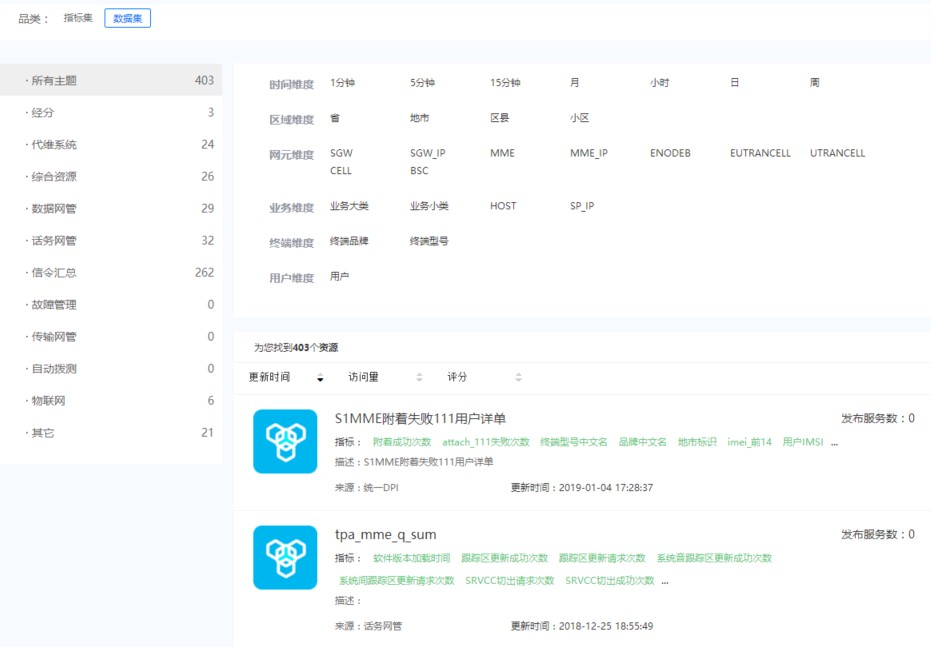 品类： 指标集 数据集
· 所有主题 403
· 经分 3
· 代维系统 24
· 综合资源 26
· 数据网管 29
· 话务网管 32
· 信令汇总 262
· 故障管理 0
· 传输网管 0
· 自动拨测 0
· 物联网 6
· 其它 21
时间维度 1分钟 5分钟 15分钟 月 小时 日 周
区域维度 省 地市 区县 小区
网元维度 SGW SGW_IP MME MME_IP ENODEB EUTRANCELL UTRANCELL
CELL BSC
业务维度 业务大类 业务小类 HOST SP_IP
终端维度 终端品牌 终端型号
用户维度 用户
为您找到403个资源
更新时间 访问量 评分
S1MME附着失败111用户详单 发布服务数：0
指标： 附着成功次数 attach_111失败次数 终端型号中文名 品牌中文名 地市标识 imei_前14 用户IMSI ...
描述：S1MME附着失败111用户详单
来源：统一DPI 更新时间：2019-01-04 17:28:37
tpa_mme_q_sum 发布服务数：0
指标： 软件版本加载时间 跟踪区更新成功次数 跟踪区更新请求次数 系统音跟踪区更新成功次数
系统间跟踪区更新请求次数 SRVCC切出请求次数 SRVCC切出成功次数 ...
描述：
来源：话务网管 更新时间：2018-12-25 18:55:49